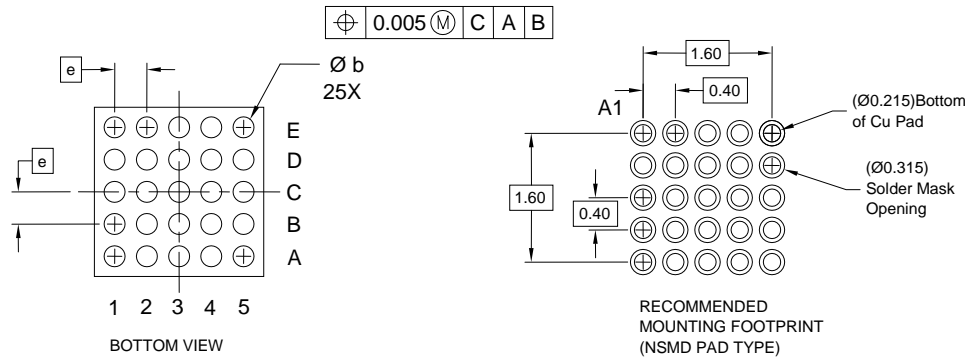 ⌖ 0.005 Ⓜ C A B
e
Ø b
25X
e
E
D
C
B
A
1 2 3 4 5
BOTTOM VIEW
1.60
0.40
A1
(Ø0.215)Bottom
of Cu Pad
(Ø0.315)
Solder Mask
Opening
1.60
0.40
RECOMMENDED
MOUNTING FOOTPRINT
(NSMD PAD TYPE)